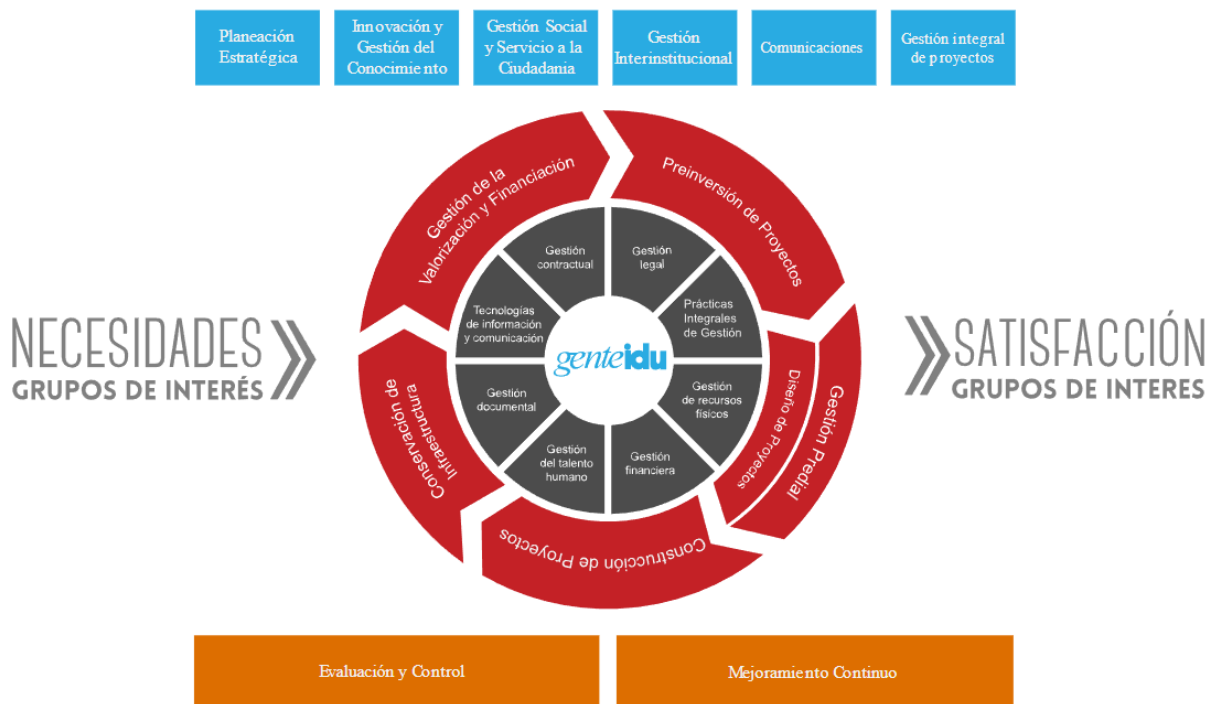 Planeación
Estratégica
Innovación y
Gestión del
Conocimiento
Gestión Social
y Servicio a la
Ciudadania
Gestión
Interinstitucional
Comunicaciones
Gestión integral
de proyectos
Gestión de la
Valorización y Financiación
Preinversión de Proyectos
Gestión
contractual
Gestión
legal
Tecnologías
de información
y comunicación
Prácticas
Integrales
de Gestión
NECESIDADES
GRUPOS DE INTERÉS
genteidu
SATISFACCIÓN
GRUPOS DE INTERES
Gestión
documental
Gestión
de recursos
físicos
Gestión
del talento
humano
Gestión
financiera
Diseño de Proyectos
Gestión Predial
Conservación de
Infraestructura
Construcción de Proyectos
Evaluación y Control
Mejoramiento Continuo